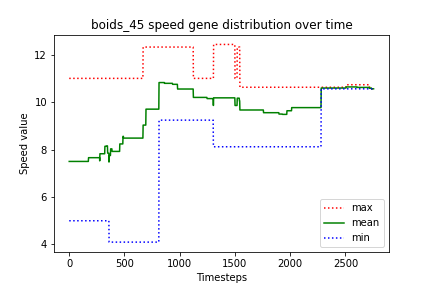 boids_45 speed gene distribution over time
Speed value
12
10
8
6
4
0
500
1000
1500
2000
2500
Timesteps
max
mean
min